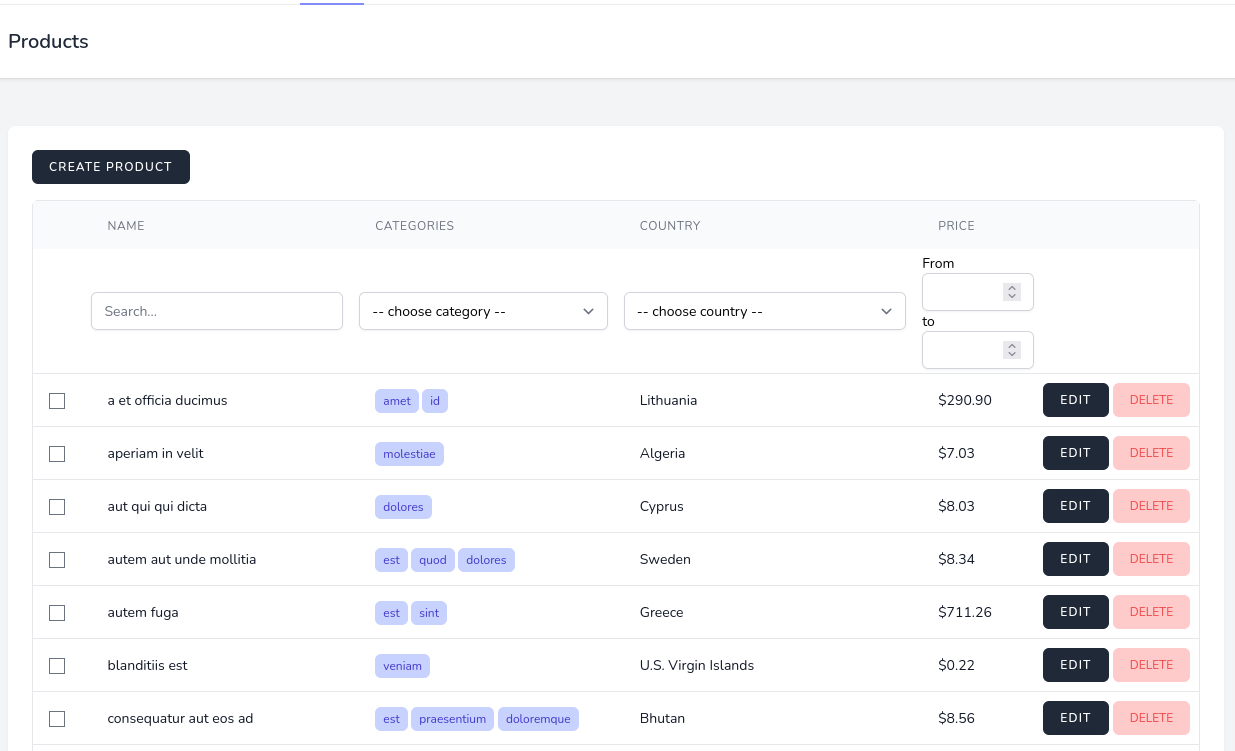 Products
CREATE PRODUCT
NAME CATEGORIES COUNTRY PRICE
From
Search... -- choose category -- -- choose country --
to
a et officia ducimus amet id Lithuania $290.90 EDIT DELETE
aperiam in velit molestiae Algeria $7.03 EDIT DELETE
aut qui qui dicta dolores Cyprus $8.03 EDIT DELETE
autem aut unde mollitia est quod dolores Sweden $8.34 EDIT DELETE
autem fuga est sint Greece $711.26 EDIT DELETE
blanditiis est veniam U.S. Virgin Islands $0.22 EDIT DELETE
consequatur aut eos ad est praesentium doloremque Bhutan $8.56 EDIT DELETE